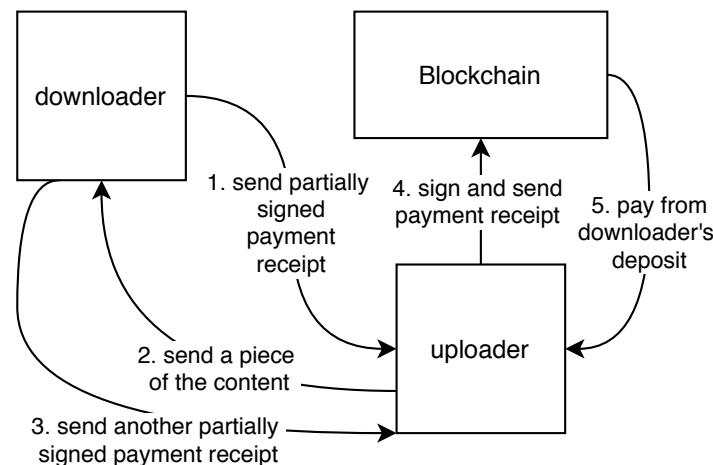 downloader
Blockchain
1. send partially
signed
payment
receipt
4. sign and send
payment receipt
5. pay from
downloader's
deposit
uploader
2. send a piece
of the content
3. send another partially
signed payment receipt